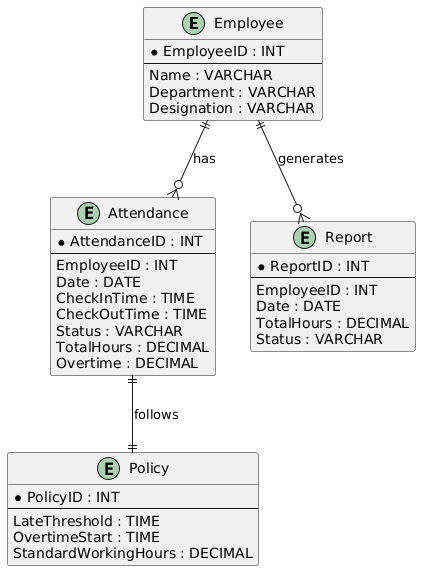 E Employee
* EmployeeID : INT
Name : VARCHAR
Department : VARCHAR
Designation : VARCHAR
has
generates
E Attendance
* AttendanceID : INT
EmployeeID : INT
Date : DATE
CheckInTime : TIME
CheckOutTime : TIME
Status : VARCHAR
TotalHours : DECIMAL
Overtime : DECIMAL
E Report
* ReportID : INT
EmployeeID : INT
Date : DATE
TotalHours : DECIMAL
Status : VARCHAR
follows
E Policy
* PolicyID : INT
LateThreshold : TIME
OvertimeStart : TIME
StandardWorkingHours : DECIMAL